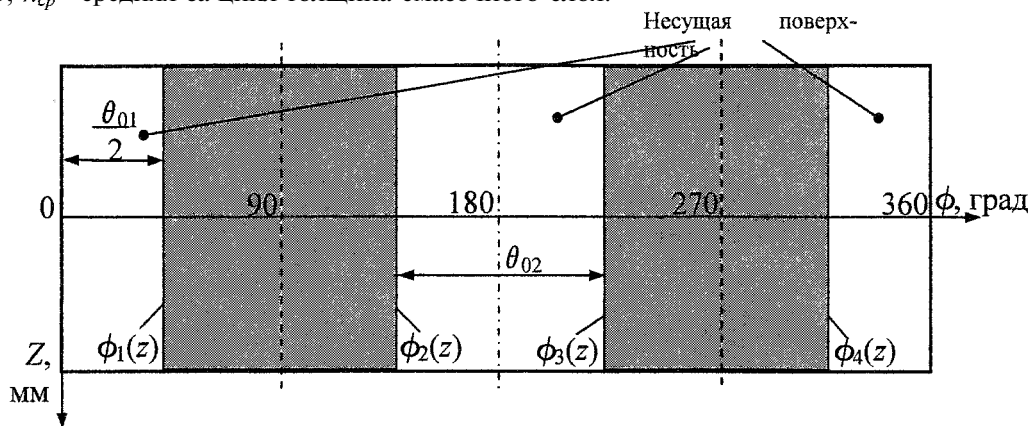 средняя за цикл толщина смазочного слоя.
Несущая поверх-
ность
θ01
2
0
90
180
270
360 ϕ, град
θ02
Z,
мм
ϕ1(z)
ϕ2(z)
ϕ3(z)
ϕ4(z)